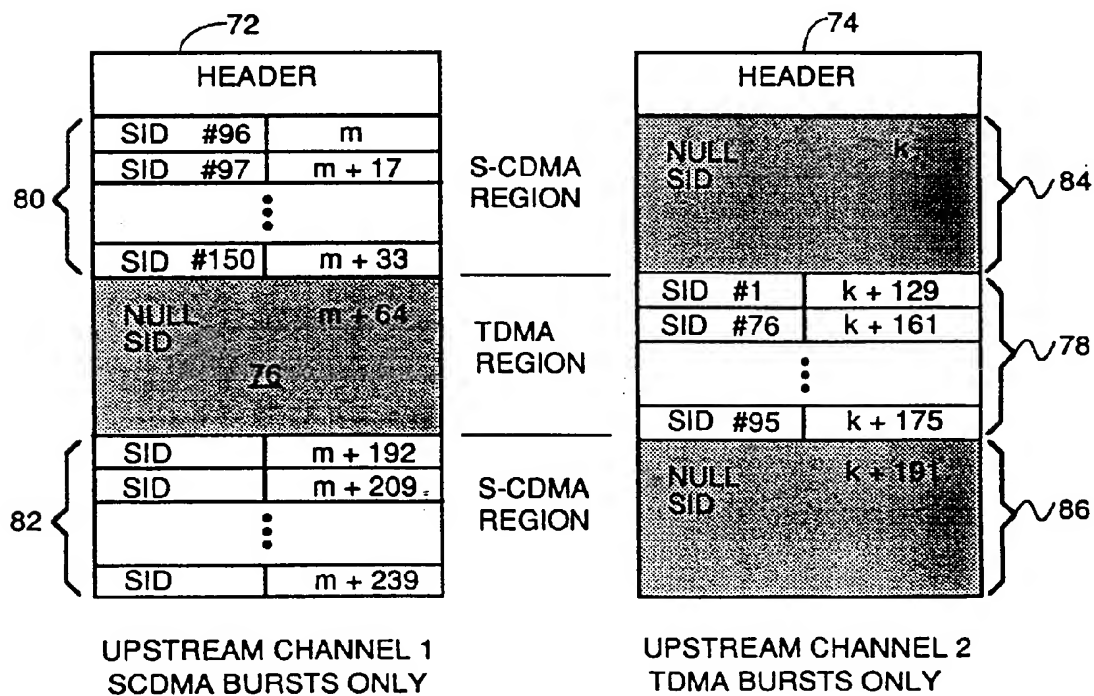 72
HEADER
80
SID #96 m
SID #97 m + 17
SID #150 m + 33
NULL SID m + 64
76
82
SID m + 192
SID m + 209
SID m + 239
UPSTREAM CHANNEL 1
SCDMA BURSTS ONLY
S-CDMA
REGION
TDMA
REGION
S-CDMA
REGION
74
HEADER
NULL SID k
84
SID #1 k + 129
SID #76 k + 161
SID #95 k + 175
78
NULL SID k + 191
86
UPSTREAM CHANNEL 2
TDMA BURSTS ONLY